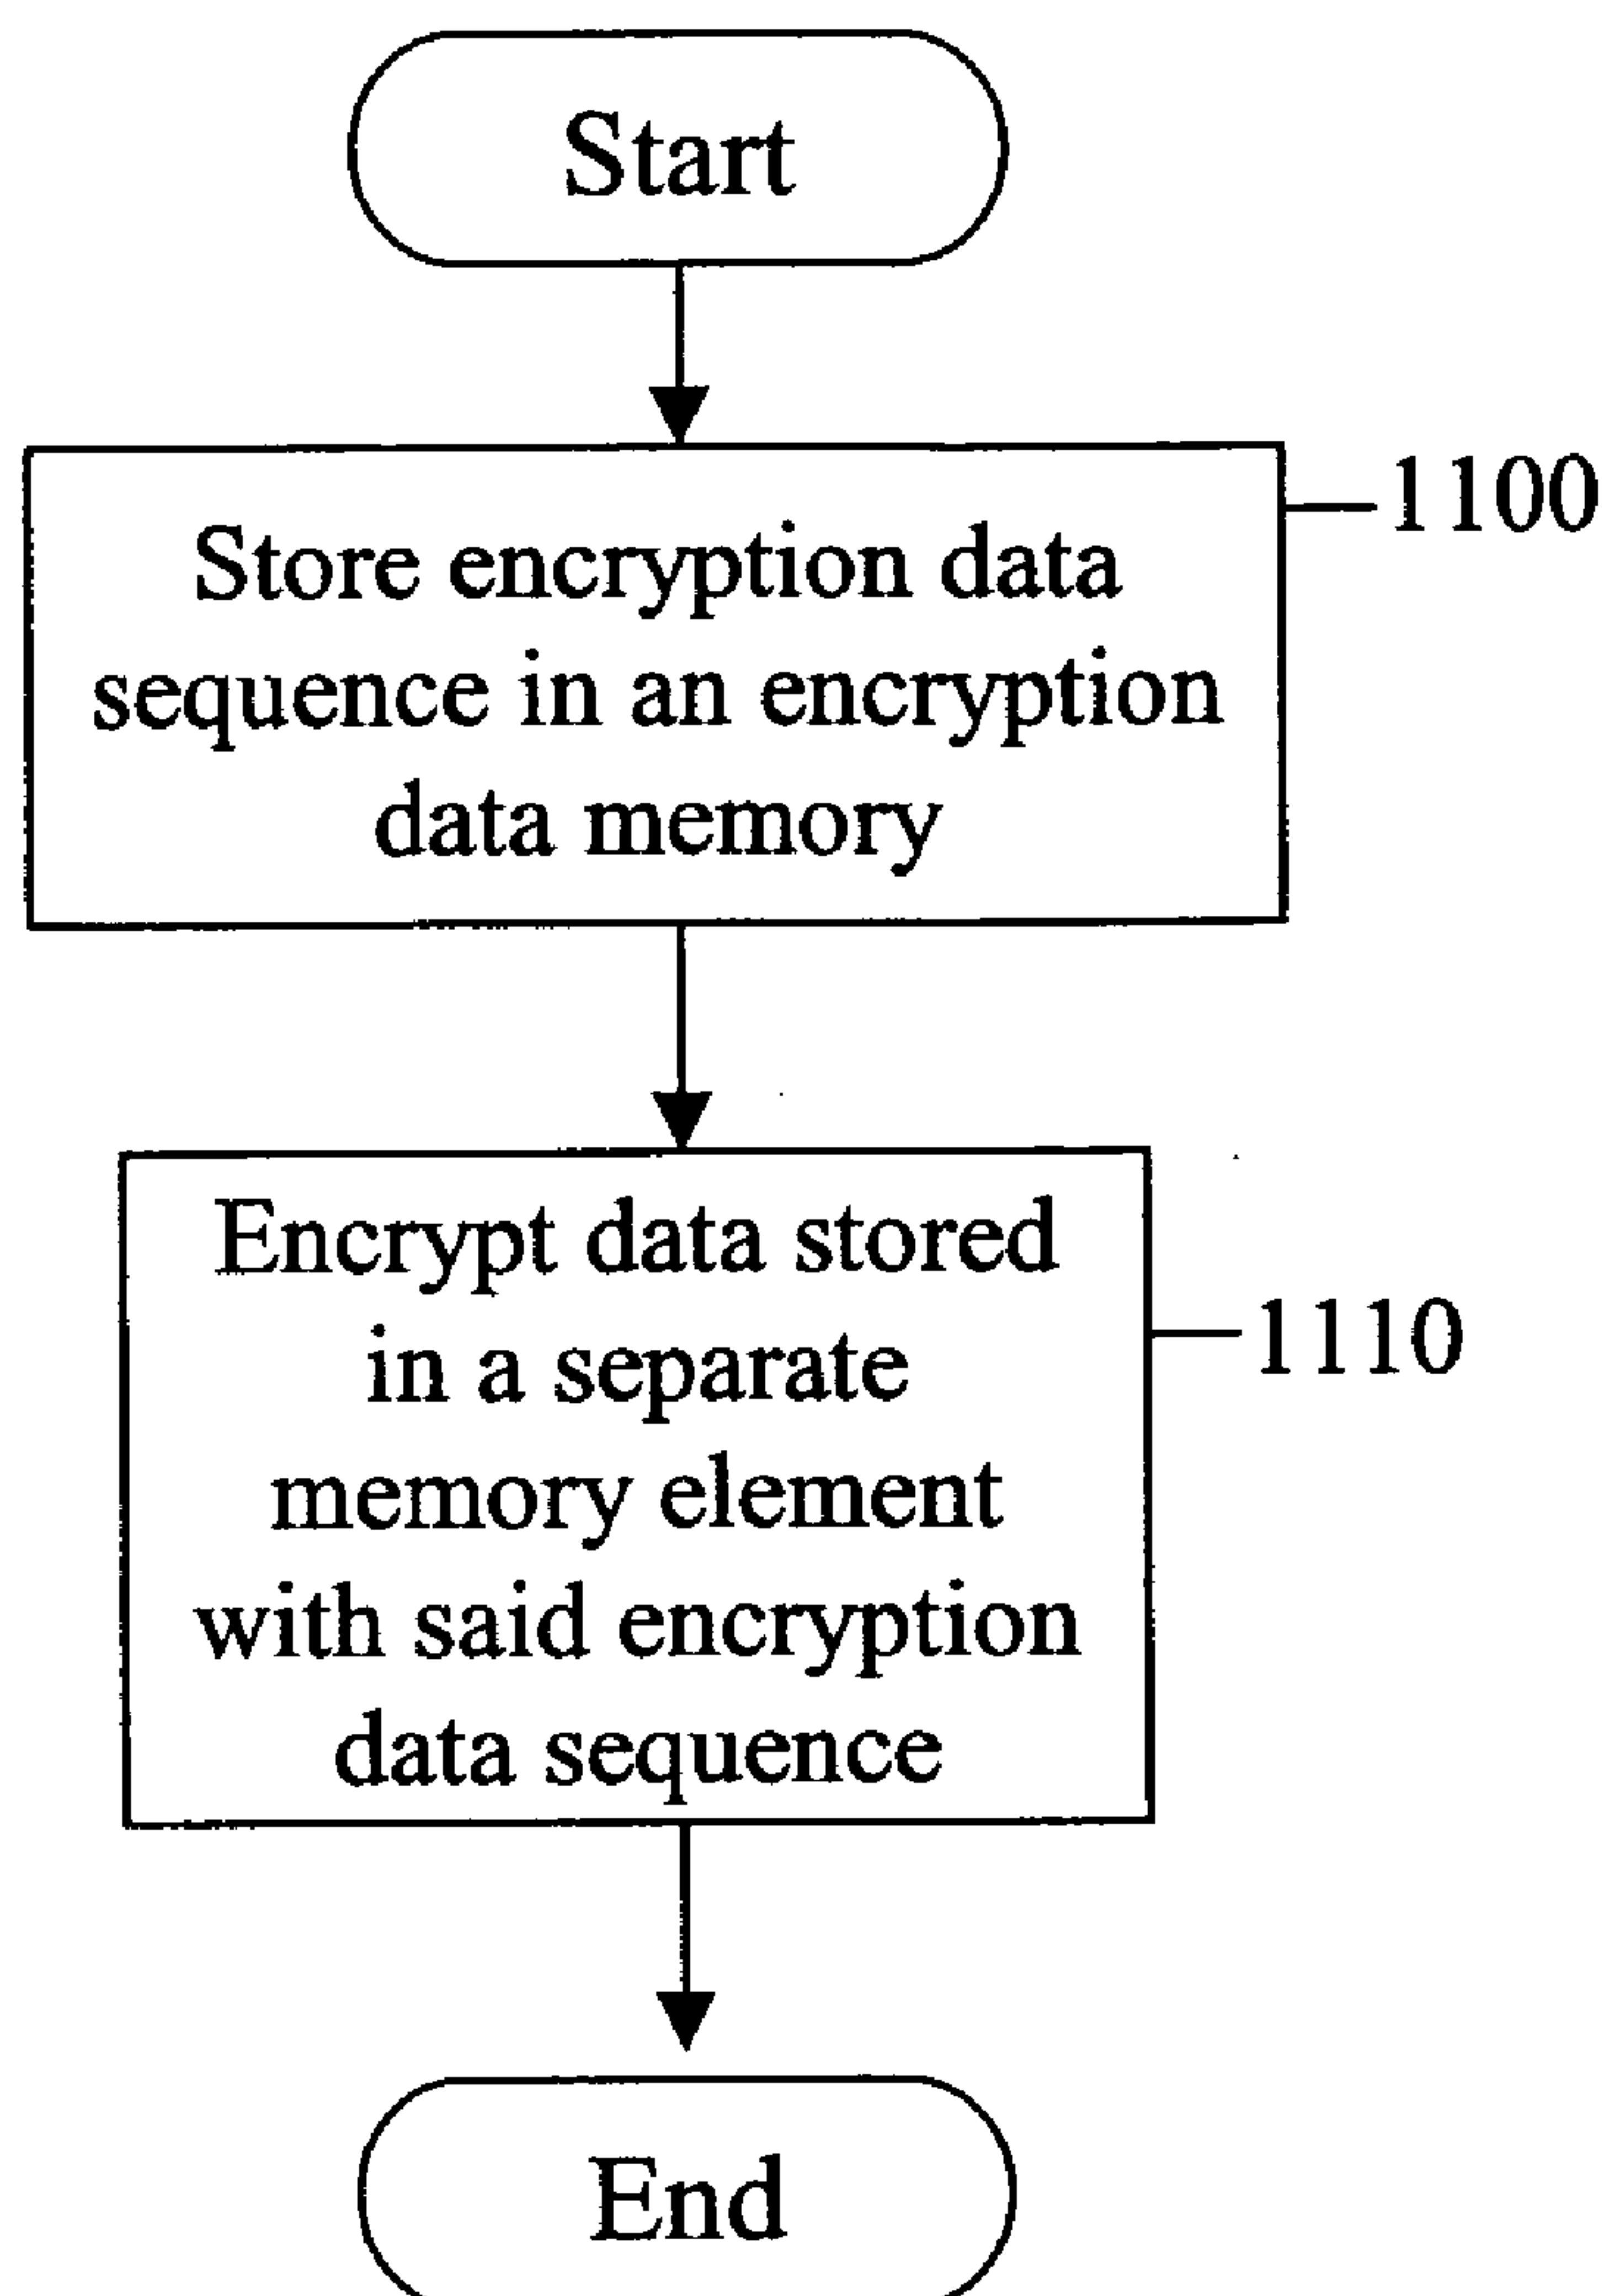 Start
1100
Store encryption data
sequence in an encryption
data memory
Encrypt data stored
1110
in a separate
memory element
with said encryption
data sequence
End